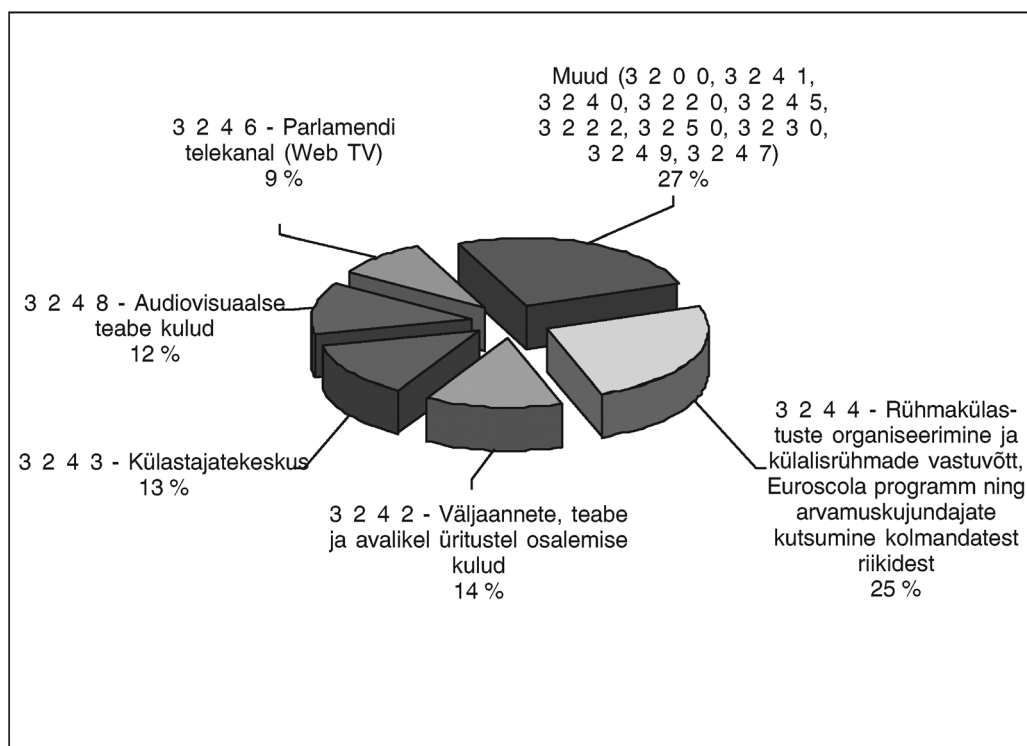 Muud (3 2 0 0, 3 2 4 1,
3 2 4 0, 3 2 2 0, 3 2 4 5,
3 2 2 2, 3 2 5 0, 3 2 3 0,
3 2 4 9, 3 2 4 7)
27 %
3 2 4 6 - Parlamendi
telekanal (Web TV)
9 %
3 2 4 8 - Audiovisuaalse
teabe kulud
12 %
3 2 4 3 - Külastajatekeskus
13 %
3 2 4 2 - Väljaannete, teabe
ja avalikel üritustel osalemise
kulud
14 %
3 2 4 4 - Rühmakülas-
tuste organiseerimine ja
külalisrühmade vastuvõtt,
Euroscola programm ning
arvamuskujundajate
kutsumine kolmandatest
riikidest
25 %